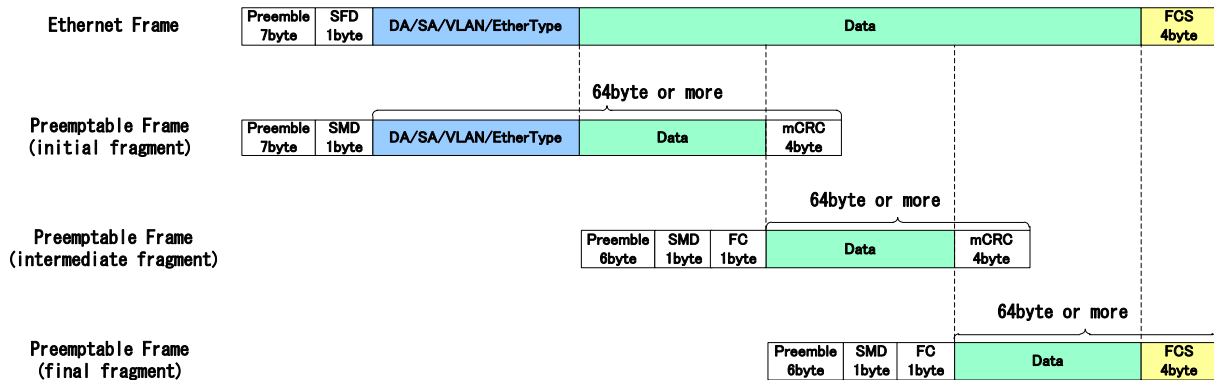 Ethernet Frame
Preemble
7byte
SFD
1byte
DA/SA/VLAN/EtherType
Data
FCS
4byte
64byte or more
Preemptable Frame
(initial fragment)
Preemble
7byte
SMD
1byte
DA/SA/VLAN/EtherType
Data
mCRC
4byte
64byte or more
Preemptable Frame
(intermediate fragment)
Preemble
6byte
SMD
1byte
FC
1byte
Data
mCRC
4byte
64byte or more
Preemptable Frame
(final fragment)
Preemble
6byte
SMD
1byte
FC
1byte
Data
FCS
4byte